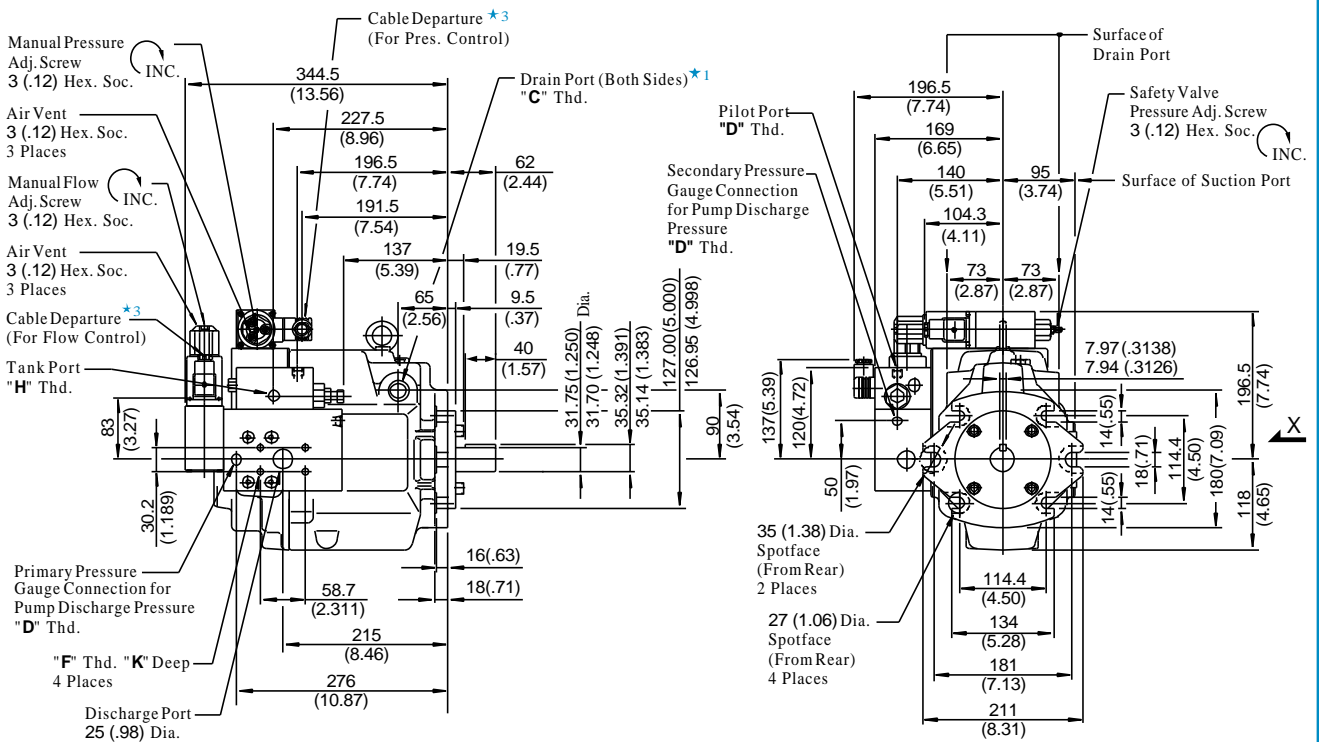 Cable Departure ★3
(For Pres. Control)
Manual Pressure
Adj. Screw
3 (.12) Hex. Soc.
INC.
Air Vent
3 (.12) Hex. Soc.
3 Places
Manual Flow
Adj. Screw
3 (.12) Hex. Soc.
INC.
Air Vent
3 (.12) Hex. Soc.
3 Places
Cable Departure ★3
(For Flow Control)
Tank Port
"H" Thd.
Drain Port (Both Sides) ★1
"C" Thd.
344.5
(13.56)
227.5
(8.96)
196.5
(7.74)
62
(2.44)
191.5
(7.54)
137
(5.39)
19.5
(.77)
65
(2.56)
9.5
(.37)
40
(1.57)
83
(3.27)
30.2
(1.189)
Dia.
31.75 (1.250)
31.70 (1.248)
35.32 (1.391)
35.14 (1.383)
127.00 (5.000)
126.95 (4.998)
90
(3.54)
16(.63)
18(.71)
58.7
(2.311)
215
(8.46)
276
(10.87)
Primary Pressure
Gauge Connection for
Pump Discharge Pressure
"D" Thd.
"F" Thd. "K" Deep
4 Places
Discharge Port
25 (.98) Dia.
Surface of
Drain Port
Safety Valve
Pressure Adj. Screw
3 (.12) Hex. Soc.
INC.
Surface of Suction Port
Pilot Port
"D" Thd.
Secondary Pressure
Gauge Connection
for Pump Discharge
Pressure
"D" Thd.
196.5
(7.74)
169
(6.65)
140
(5.51)
95
(3.74)
104.3
(4.11)
73
(2.87)
73
(2.87)
7.97 (.3138)
7.94 (.3126)
137(5.39)
120(4.72)
50
(1.97)
14(.55)
14(.55)
18(.71)
114.4
(4.50)
180(7.09)
196.5
(7.74)
118
(4.65)
X
35 (1.38) Dia.
Spotface
(From Rear)
2 Places
27 (1.06) Dia.
Spotface
(From Rear)
4 Places
114.4
(4.50)
134
(5.28)
181
(7.13)
211
(8.31)